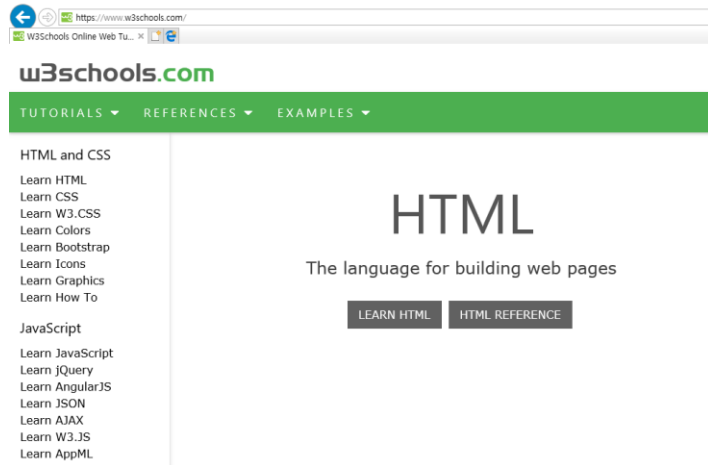 https://www.w3schools.com/
W3Schools Online Web Tu...
w3schools.com
TUTORIALS REFERENCES EXAMPLES
HTML and CSS
Learn HTML
Learn CSS
Learn W3.CSS
Learn Colors
Learn Bootstrap
Learn Icons
Learn Graphics
Learn How To
JavaScript
Learn JavaScript
Learn jQuery
Learn AngularJS
Learn JSON
Learn AJAX
Learn W3.JS
Learn AppML
HTML
The language for building web pages
LEARN HTML HTML REFERENCE